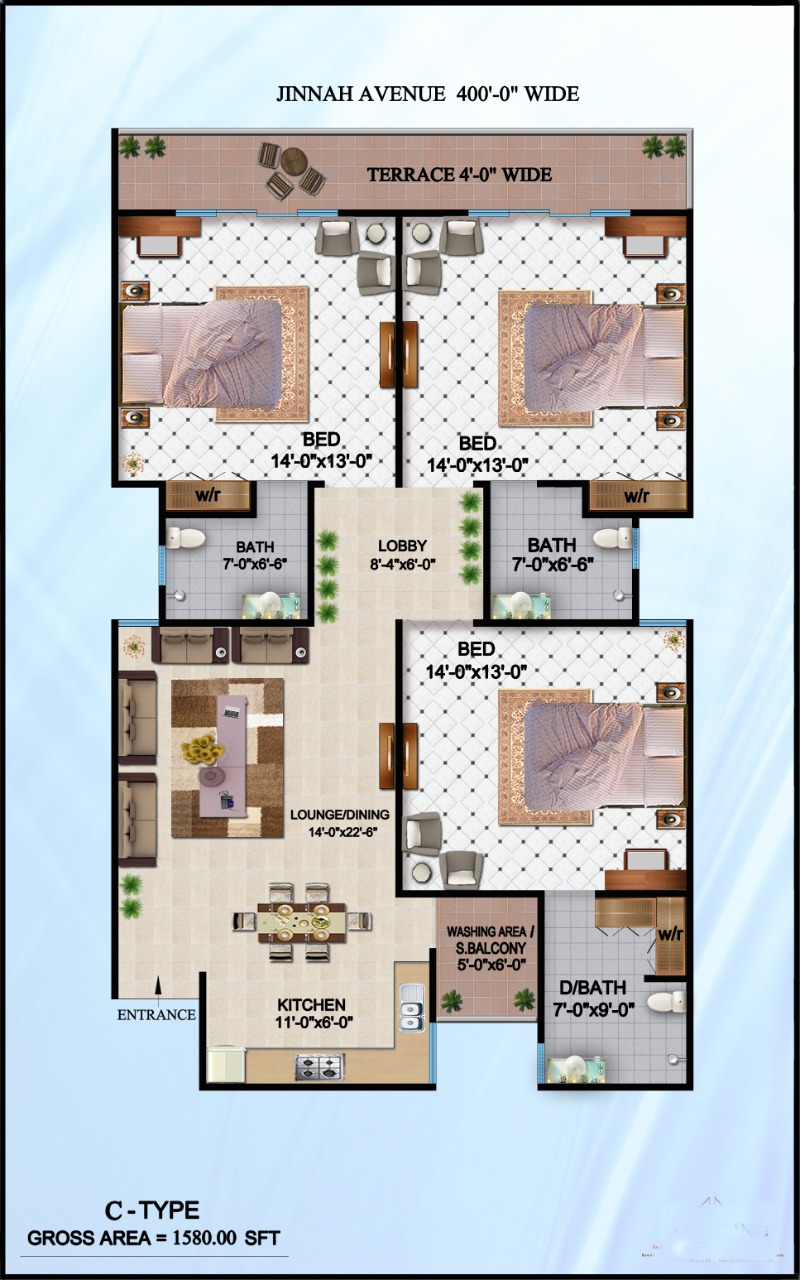 JINNAH AVENUE 400'-0" WIDE
TERRACE 4'-0" WIDE
BED
14'-0"x13'-0"
BED
14'-0"x13'-0"
w/r
w/r
BATH
7'-0"x6'-6"
LOBBY
8'-4"x6'-0"
BATH
7'-0"x6'-6"
BED
14'-0"x13'-0"
LOUNGE/DINING
14'-0"x22'-6"
WASHING AREA /
S.BALCONY
5'-0"x6'-0"
w/r
D/BATH
7'-0"x9'-0"
KITCHEN
11'-0"x6'-0"
ENTRANCE
C-TYPE
GROSS AREA = 1580.00 SFT